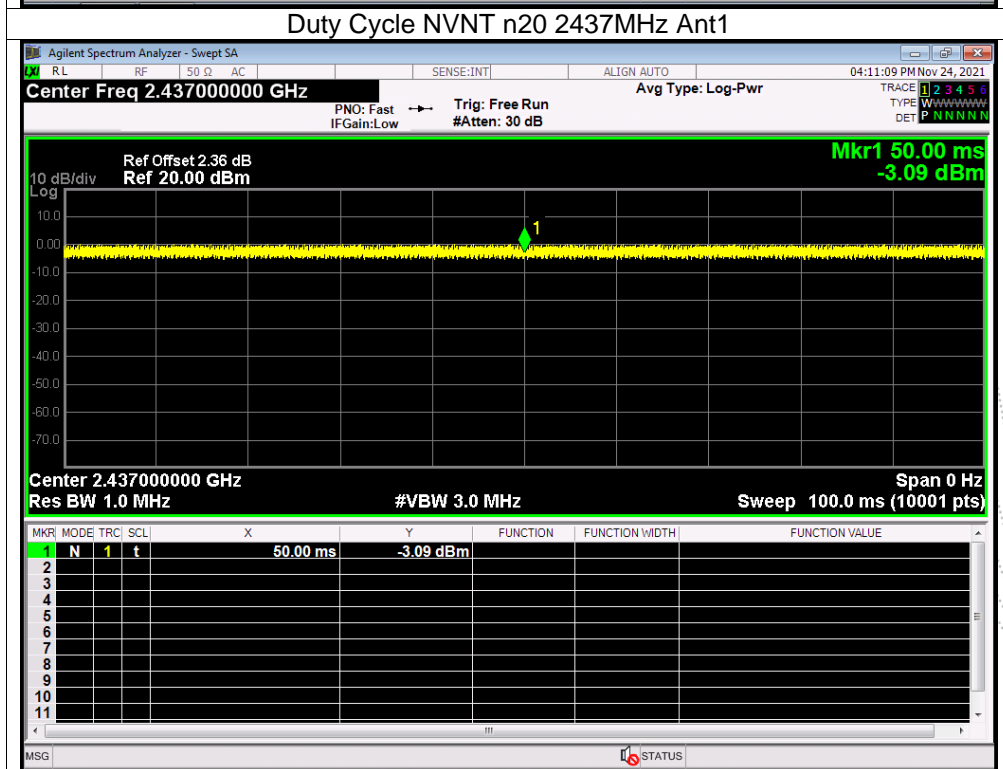 Duty Cycle NVNT n20 2437MHz Ant1
Agilent Spectrum Analyzer - Swept SA
LXI RL RF 50 Ω AC SENSE:INT ALIGN AUTO 04:11:09 PM Nov 24, 2021
Center Freq 2.437000000 GHz Avg Type: Log-Pwr TRACE 1 2 3 4 5 6
PNO: Fast Trig: Free Run TYPE WWWWWW
IFGain:Low #Atten: 30 dB DET P N N N N N
Mkr1 50.00 ms
Ref Offset 2.36 dB
10 dB/div Ref 20.00 dBm -3.09 dBm
Log
10.0
1
0.00
-10.0
-20.0
-30.0
-40.0
-50.0
-60.0
-70.0
Center 2.437000000 GHz Span 0 Hz
Res BW 1.0 MHz #VBW 3.0 MHz Sweep 100.0 ms (10001 pts)
MKR MODE TRC SCL X Y FUNCTION FUNCTION WIDTH FUNCTION VALUE
1 N 1 t 50.00 ms -3.09 dBm
2
3
4
5
6
7
8
9
10
11
MSG STATUS